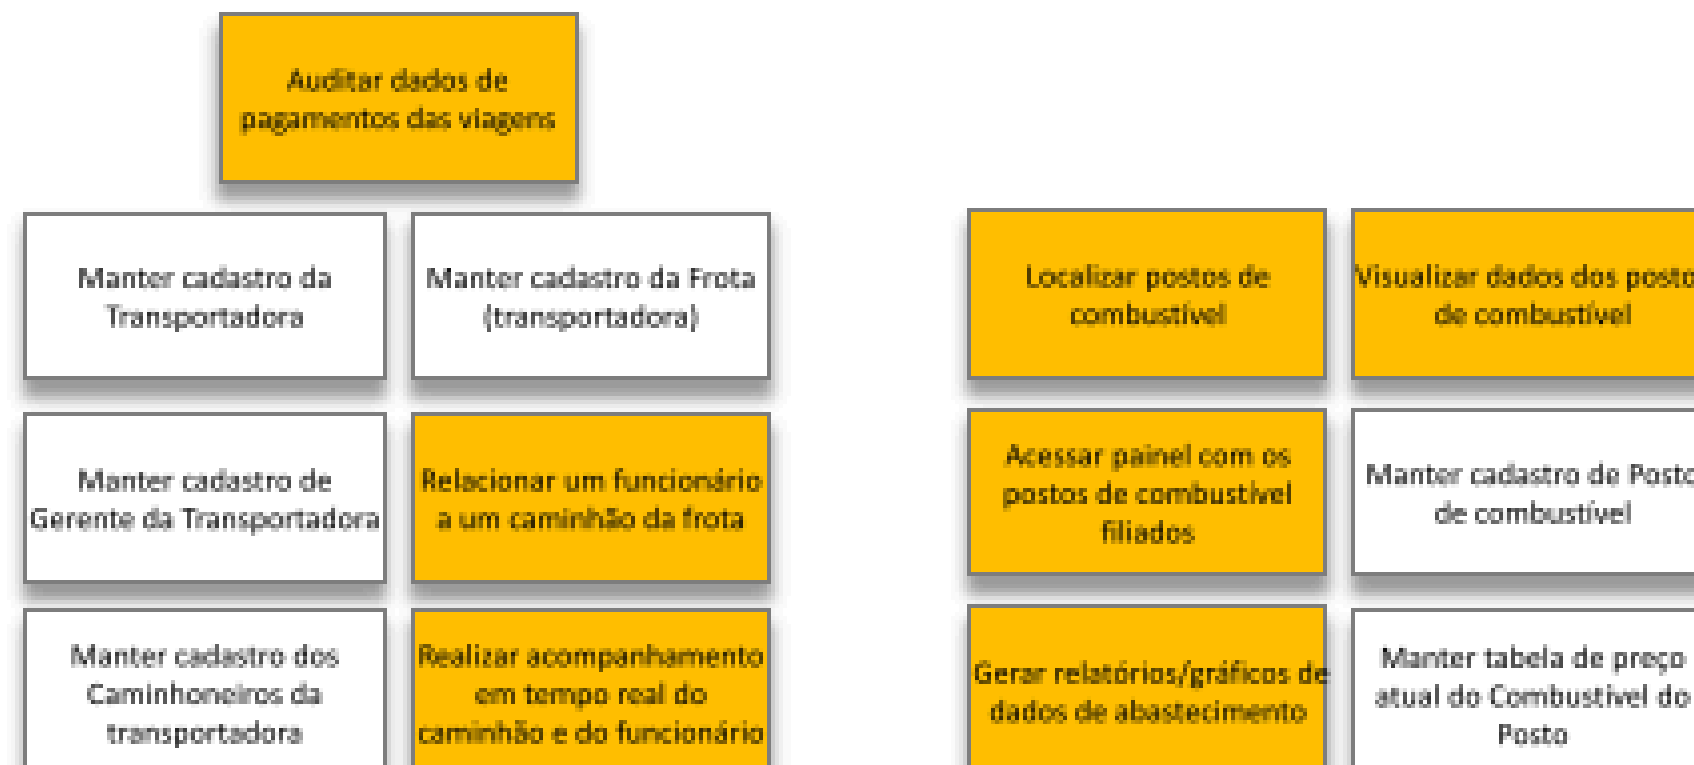 Auditar dados de
pagamentos das viagens
Manter cadastro da
Transportadora
Manter cadastro da Frota
(transportadora)
Manter cadastro de
Gerente da Transportadora
Relacionar um funcionário
a um caminhão da frota
Manter cadastro dos
Caminhoneiros da
transportadora
Realizar acompanhamento
em tempo real do
caminhão e do funcionário
Localizar postos de
combustível
Visualizar dados dos posto
de combustível
Acessar painel com os
postos de combustível
filiados
Manter cadastro de Posto
de combustível
Gerar relatórios/gráficos de
dados de abastecimento
Manter tabela de preço
atual do Combustível do
Posto